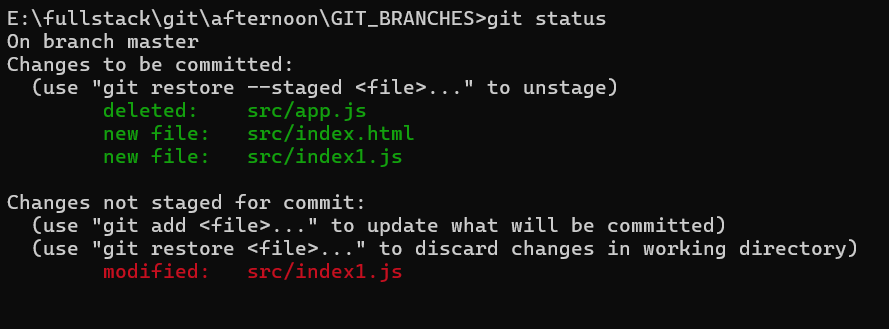 E:\fullstack\git\afternoon\GIT_BRANCHES>git status
On branch master
Changes to be committed:
  (use "git restore --staged <file>..." to unstage)
        deleted:    src/app.js
        new file:   src/index.html
        new file:   src/index1.js

Changes not staged for commit:
  (use "git add <file>..." to update what will be committed)
  (use "git restore <file>..." to discard changes in working directory)
        modified:   src/index1.js